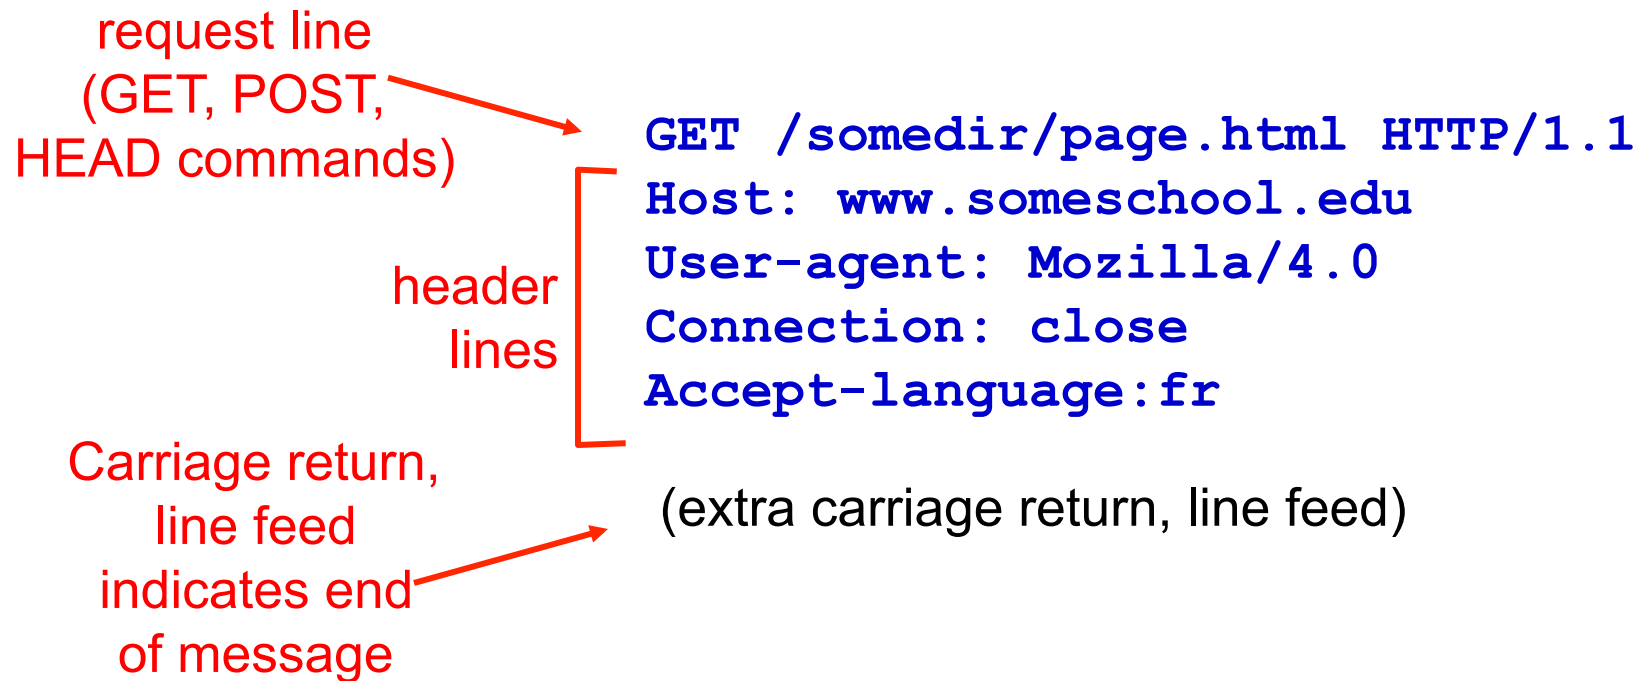 request line
(GET, POST,
HEAD commands)
GET /somedir/page.html HTTP/1.1
Host: www.someschool.edu
User-agent: Mozilla/4.0
Connection: close
Accept-language:fr
header
lines
Carriage return,
line feed
indicates end
of message
(extra carriage return, line feed)